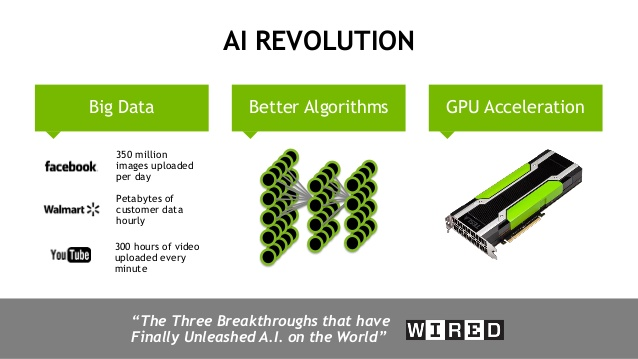 AI REVOLUTION
Big Data
Better Algorithms
GPU Acceleration
facebook
350 million
images uploaded
per day
Walmart
Petabytes of
customer data
hourly
YouTube
300 hours of video
uploaded every
minute
“The Three Breakthroughs that have
Finally Unleashed A.I. on the World”
WIRED